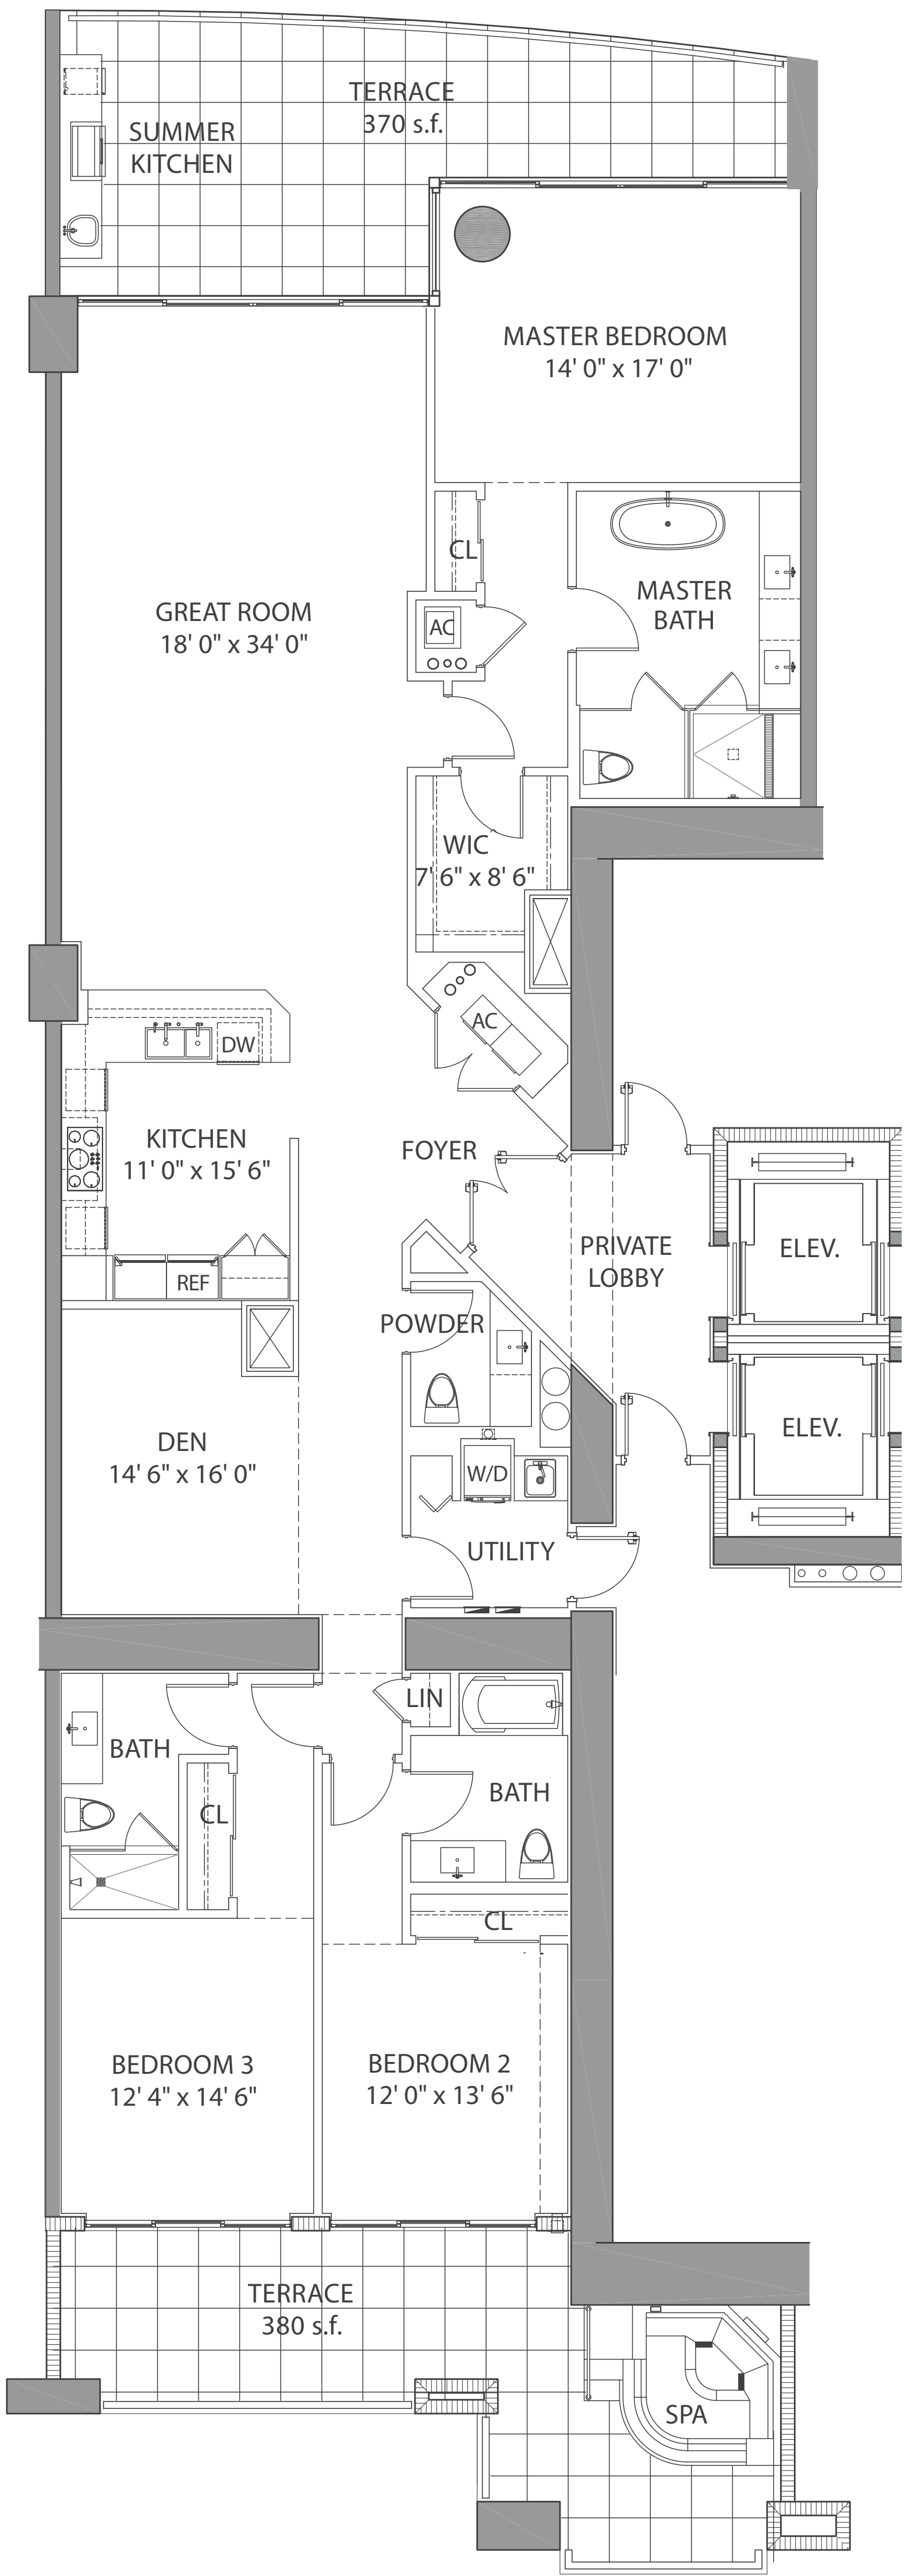 TERRACE
370 s.f.
SUMMER
KITCHEN
MASTER BEDROOM
14' 0" x 17' 0"
CL
MASTER
BATH
GREAT ROOM
18' 0" x 34' 0"
AC
WIC
7' 6" x 8' 6"
AC
DW
KITCHEN
11' 0" x 15' 6"
FOYER
REF
PRIVATE
LOBBY
ELEV.
POWDER
DEN
14' 6" x 16' 0"
ELEV.
W/D
UTILITY
LIN
BATH
BATH
CL
CL
BEDROOM 3
12' 4" x 14' 6"
BEDROOM 2
12' 0" x 13' 6"
TERRACE
380 s.f.
SPA